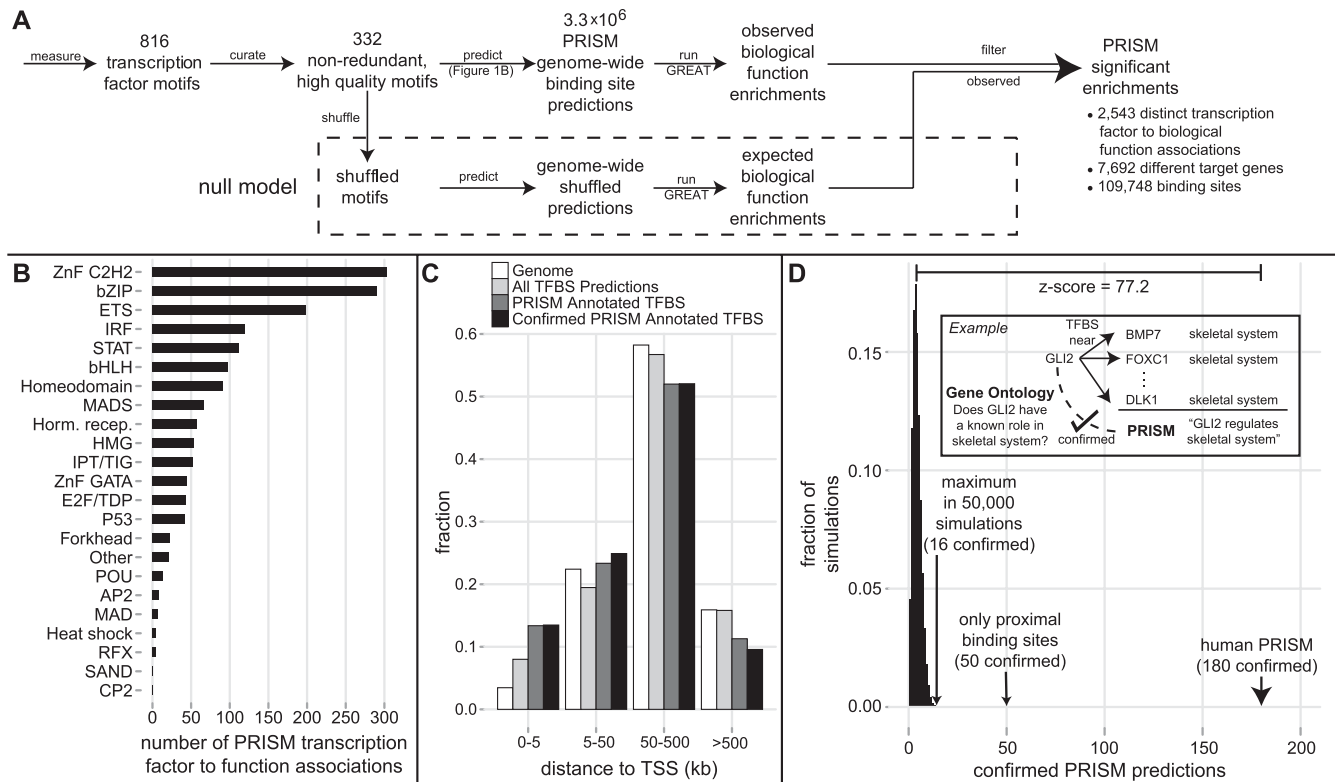 A
measure
816
transcription
factor motifs
curate
332
non-redundant,
high quality motifs
predict
(Figure 1B)
3.3×10⁶
PRISM
genome-wide
binding site
predictions
run
GREAT
observed
biological
function
enrichments
filter
observed
PRISM
significant
enrichments
• 2,543 distinct transcription
factor to biological
function associations
• 7,692 different target genes
• 109,748 binding sites
shuffle
null model
shuffled
motifs
predict
genome-wide
shuffled
predictions
run
GREAT
expected
biological
function
enrichments
B
ZnF C2H2
bZIP
ETS
IRF
STAT
bHLH
Homeodomain
MADS
Horm. recep.
HMG
IPT/TIG
ZnF GATA
E2F/TDP
P53
Forkhead
Other
POU
AP2
MAD
Heat shock
RFX
SAND
CP2
0 50 100 150 200 250 300
number of PRISM transcription
factor to function associations
C
Genome
All TFBS Predictions
PRISM Annotated TFBS
Confirmed PRISM Annotated TFBS
fraction
0.6
0.5
0.4
0.3
0.2
0.1
0.0
0-5 5-50 50-500 >500
distance to TSS (kb)
D
z-score = 77.2
Example
TFBS
near
GLI2
BMP7 skeletal system
FOXC1 skeletal system
DLK1 skeletal system
Gene Ontology
Does GLI2 have
a known role in
skeletal system?
confirmed
PRISM
“GLI2 regulates
skeletal system”
fraction of
simulations
0.15
0.10
0.05
0.00
maximum
in 50,000
simulations
(16 confirmed)
only proximal
binding sites
(50 confirmed)
human PRISM
(180 confirmed)
0 50 100 150 200
confirmed PRISM predictions